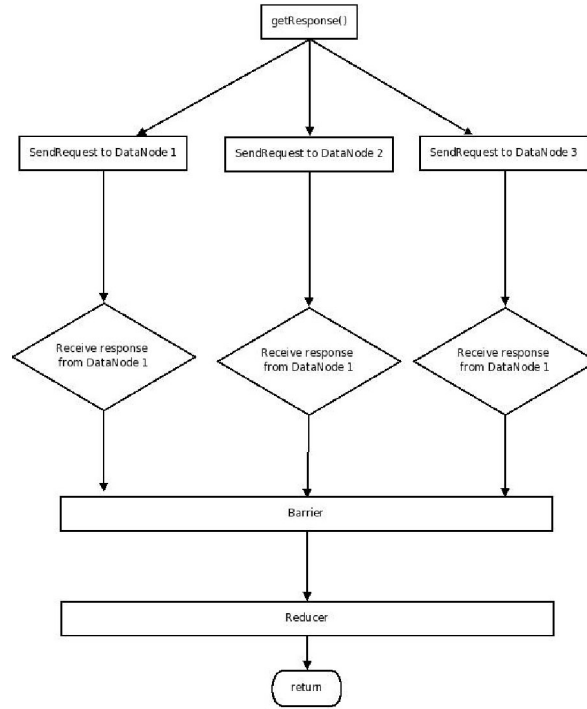 getResponse()
SendRequest to DataNode 1
SendRequest to DataNode 2
SendRequest to DataNode 3
Receive response
from DataNode 1
Receive response
from DataNode 1
Receive response
from DataNode 1
Barrier
Reducer
return